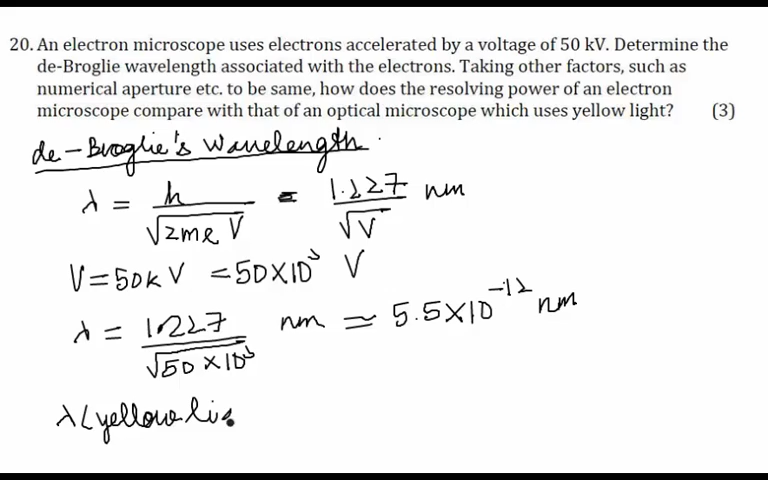 20. An electron microscope uses electrons accelerated by a voltage of 50 kV. Determine the
de-Broglie wavelength associated with the electrons. Taking other factors, such as
numerical aperture etc. to be same, how does the resolving power of an electron
microscope compare with that of an optical microscope which uses yellow light? (3)
de-Broglie's Wavelength
λ = h/√2meV = 1.227/√V nm
V = 50kV = 50×10³ V
λ = 1.227/√50×10³ nm ≃ 5.5×10⁻¹² nm
λ(yellow lig